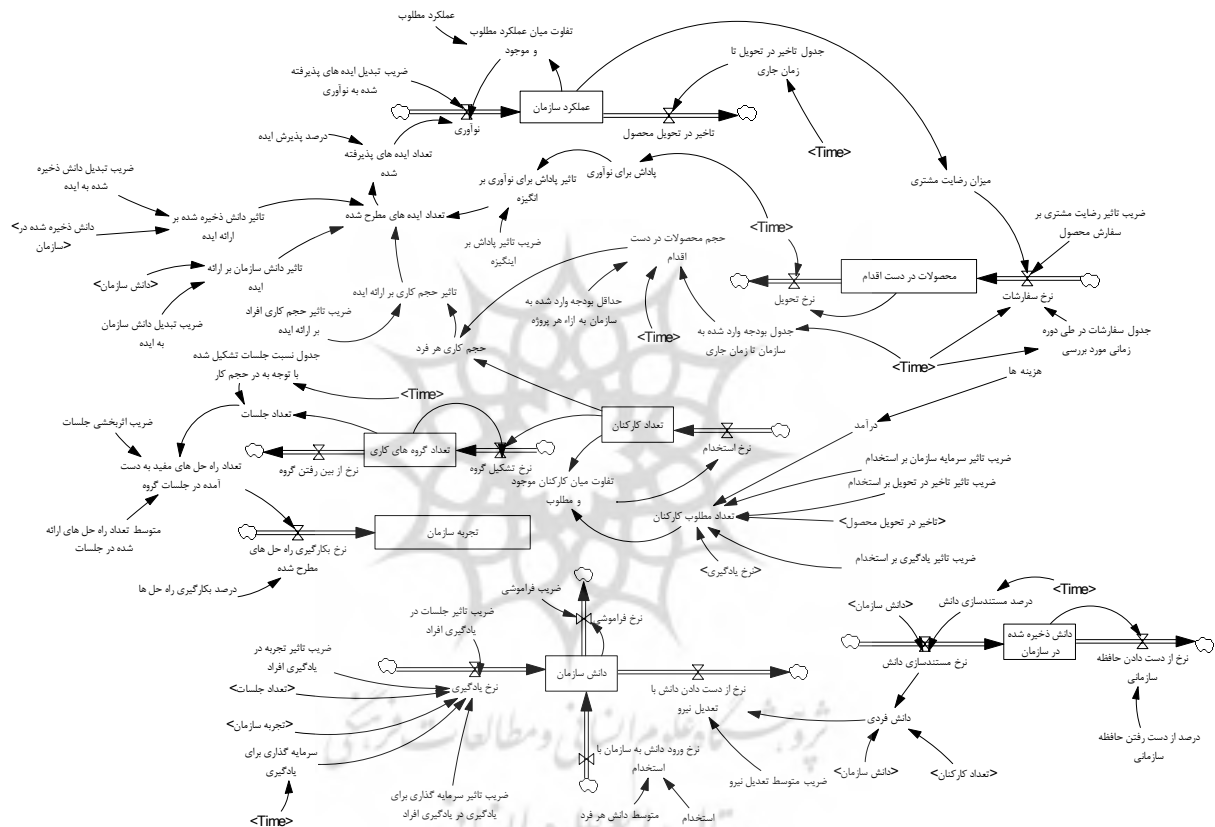 عملکرد مطلوب
تفاوت میان عملکرد مطلوب
و موجود
جدول تاخیر در تحویل تا
زمان جاری
ضریب تبدیل ایده های پذیرفته
شده به نوآوری
عملکرد سازمان
نوآوری
تاخیر در تحویل محصول
<Time>
درصد پذیرش ایده
تعداد ایده های پذیرفته
شده
ضریب تبدیل دانش ذخیره
شده به ایده
پاداش برای نوآوری
تاثیر پاداش برای نوآوری بر
انگیزه
میزان رضایت مشتری
تاثیر دانش ذخیره شده بر
ارائه ایده
تعداد ایده های مطرح شده
<دانش ذخیره شده در
سازمان>
ضریب تاثیر پاداش بر
اینگیزه
<Time>
ضریب تاثیر رضایت مشتری بر
سفارش محصول
حجم محصولات در دست
اقدام
تاثیر دانش سازمان بر ارائه
ایده
<دانش سازمان>
محصولات در دست اقدام
نرخ تحویل
نرخ سفارشات
تاثیر حجم کاری بر ارائه ایده
حداقل بودجه وارد شده به
سازمان به ازاء هر پروژه
ضریب تبدیل دانش سازمان
به ایده
ضریب تاثیر حجم کاری افراد
بر ارائه ایده
<Time>
جدول بودجه وارد شده به
سازمان تا زمان جاری
جدول سفارشات در طی دوره
زمانی مورد بررسی
حجم کاری هر فرد
<Time>
جدول نسبت جلسات تشکیل شده
با توجه به در حجم کار
هزینه ها
<Time>
تعداد جلسات
ضریب اثربخشی جلسات
تعداد کارکنان
درآمد
تعداد گروه های کاری
نرخ استخدام
نرخ از بین رفتن گروه
نرخ تشکیل گروه
تعداد راه حل های مفید به دست
آمده در جلسات گروه
تفاوت میان کارکنان موجود
و مطلوب
ضریب تاثیر سرمایه سازمان بر استخدام
ضریب تاثیر تاخیر در تحویل بر استخدام
تعداد مطلوب کارکنان
<تاخیر در تحویل محصول>
متوسط تعداد راه حل های ارائه
شده در جلسات
تجربه سازمان
نرخ بکارگیری راه حل های
مطرح شده
ضریب تاثیر یادگیری بر استخدام
<نرخ یادگیری>
درصد بکارگیری راه حل ها
ضریب فراموشی
نرخ فراموشی
<Time>
درصد مستندسازی دانش
<دانش سازمان>
ضریب تاثیر جلسات در
یادگیری افراد
دانش ذخیره شده
در سازمان
نرخ مستندسازی دانش
نرخ از دست دادن حافظه
سازمانی
ضریب تاثیر تجربه در
یادگیری افراد
دانش سازمان
<تعداد جلسات>
نرخ یادگیری
نرخ از دست دادن دانش با
تعدیل نیرو
دانش فردی
<تجربه سازمان>
سرمایه گذاری برای
یادگیری
نرخ ورود دانش به سازمان با
استخدام
درصد از دست رفتن حافظه
سازمانی
<دانش سازمان>
<تعداد کارکنان>
ضریب متوسط تعدیل نیرو
ضریب تاثیر سرمایه گذاری برای
یادگیری در یادگیری افراد
<Time>
متوسط دانش هر فرد
استخدام
پژوهشگاه علوم انسانی و مطالعات فرهنگی